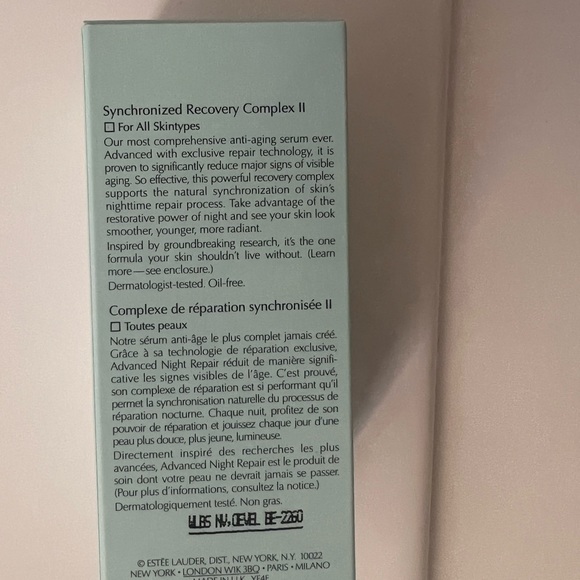 Synchronized Recovery Complex II
☐ For All Skintypes
Our most comprehensive anti-aging serum ever.
Advanced with exclusive repair technology, it is
proven to significantly reduce major signs of visible
aging. So effective, this powerful recovery complex
supports the natural synchronization of skin's
nighttime repair process. Take advantage of the
restorative power of night and see your skin look
smoother, younger, more radiant.
Inspired by groundbreaking research, it's the one
formula your skin shouldn't live without. (Learn
more—see enclosure.)
Dermatologist-tested. Oil-free.
Complexe de réparation synchronisée II
☐ Toutes peaux
Notre sérum anti-âge le plus complet jamais créé.
Grâce à sa technologie de réparation exclusive,
Advanced Night Repair réduit de manière signifi-
cative les signes visibles de l'âge. C'est prouvé,
son complexe de réparation est si performant qu'il
permet la synchronisation naturelle du processus de
réparation nocturne. Chaque nuit, profitez de son
pouvoir de réparation et jouissez chaque jour d'une
peau plus douce, plus jeune, lumineuse.
Directement inspiré des recherches les plus
avancées, Advanced Night Repair est le produit de
soin dont votre peau ne devrait jamais se passer.
(Pour plus d'informations, consultez la notice.)
Dermatologiquement testé. Non gras.
BE-2260
© ESTÉE LAUDER, DIST., NEW YORK, N.Y. 10022
NEW YORK • LONDON W1K 3BQ • PARIS • MILANO
MADE IN U.K.